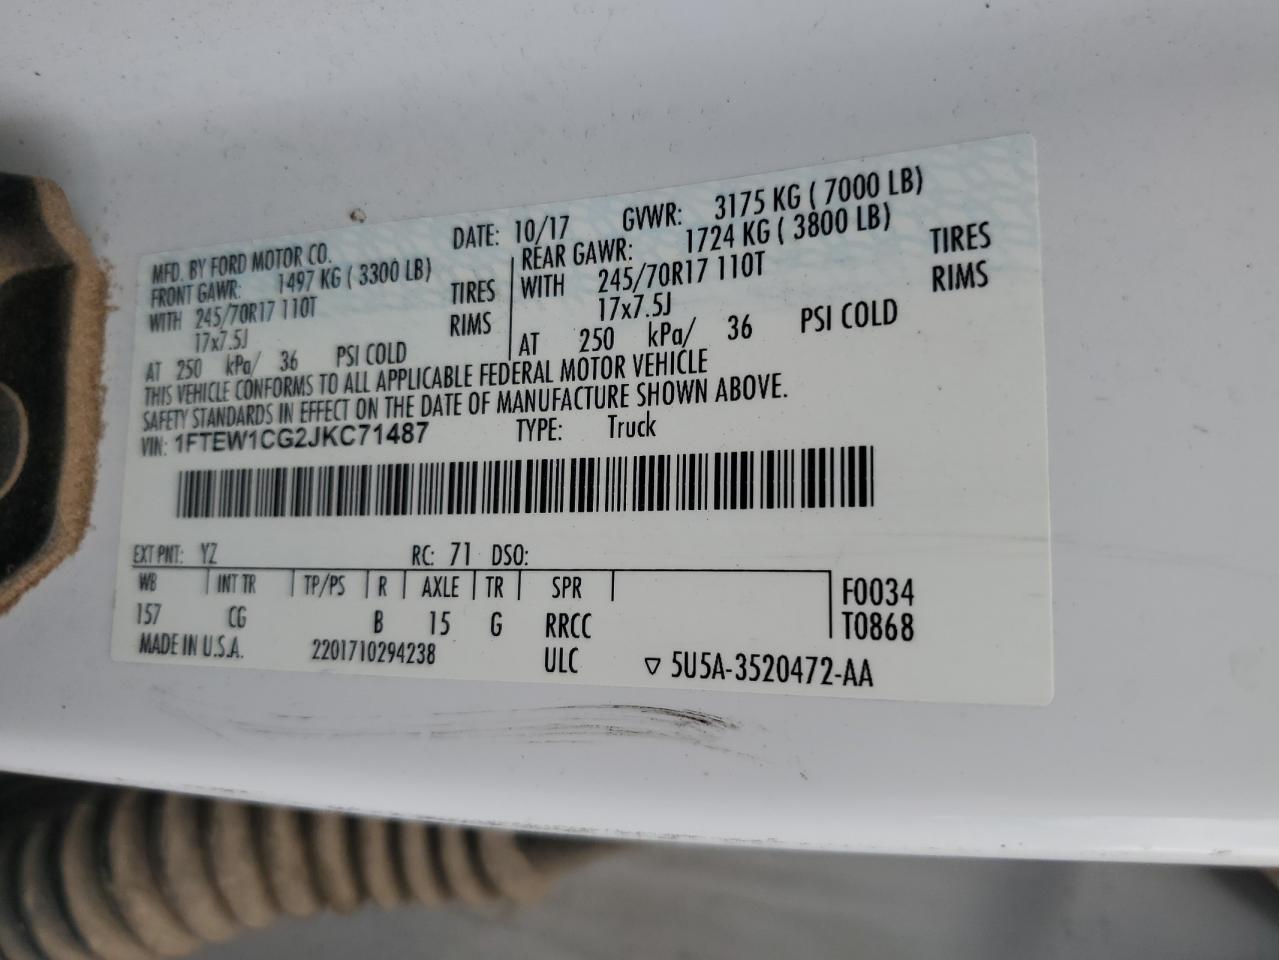 MFD. BY FORD MOTOR CO. DATE: 10/17 GVWR: 3175 KG ( 7000 LB)
FRONT GAWR: 1497 KG ( 3300 LB) REAR GAWR: 1724 KG ( 3800 LB)
WITH 245/70R17 110T TIRES WITH 245/70R17 110T TIRES
17x7.5J RIMS 17x7.5J RIMS
AT 250 kPa/ 36 PSI COLD AT 250 kPa/ 36 PSI COLD
THIS VEHICLE CONFORMS TO ALL APPLICABLE FEDERAL MOTOR VEHICLE
SAFETY STANDARDS IN EFFECT ON THE DATE OF MANUFACTURE SHOWN ABOVE.
VIN: 1FTEW1CG2JKC71487 TYPE: Truck
EXT PNT: YZ RC: 71 DSO:
WB INT TR TP/PS R AXLE TR SPR F0034
157 CG B 15 G RRCC T0868
MADE IN U.S.A. 2201710294238 ULC ▽ 5U5A-3520472-AA